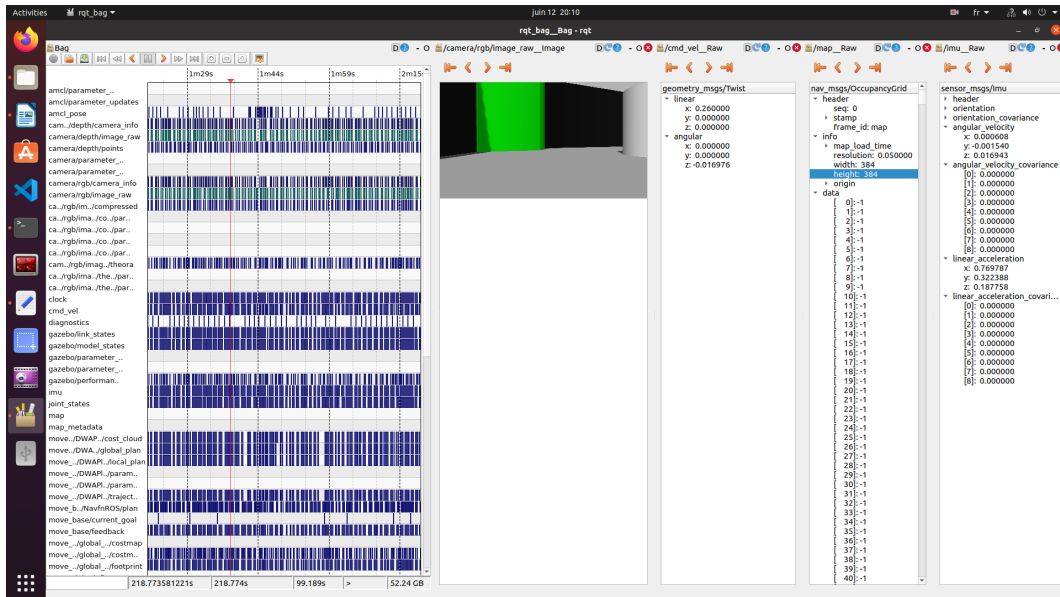 Activities
rqt_bag
juin 12 20:10
fr
rqt_bag__Bag - rqt
Bag
D - O
/camera/rgb/image_raw__Image
D - O
/cmd_vel__Raw
D - O
/map__Raw
D - O
/imu__Raw
D - O
1m29s 1m44s 1m59s 2m15
amcl/parameter_..
amcl/parameter_updates
amcl_pose
cam../depth/camera_info
camera/depth/image_raw
camera/depth/points
camera/parameter_..
camera/parameter_..
camera/rgb/camera_info
camera/rgb/image_raw
ca../rgb/im../compressed
ca../rgb/ima../co../par..
ca../rgb/ima../co../par..
ca../rgb/ima../co../par..
ca../rgb/ima../co../par..
cam../rgb/imag../theora
ca../rgb/ima../the../par..
ca../rgb/ima../the../par..
clock
cmd_vel
diagnostics
gazebo/link_states
gazebo/model_states
gazebo/parameter_..
gazebo/parameter_..
gazebo/performan..
imu
joint_states
map
map_metadata
move../DWAP../cost_cloud
move../DWA../global_plan
move_../DWAPl../local_plan
move_../DWAPl../param..
move_../DWAPl../param..
move_../DWAPl../traject..
move_b../NavfnROS/plan
move_base/current_goal
move_base/feedback
move_../global_../costmap
move_../global_../costm..
move_../global_../footprint
218.773581221s
218.774s
99.189s
>
52.24 GB
geometry_msgs/Twist
linear
x: 0.260000
y: 0.000000
z: 0.000000
angular
x: 0.000000
y: 0.000000
z:-0.016976
nav_msgs/OccupancyGrid
header
seq: 0
stamp
frame_id: map
info
map_load_time
resolution: 0.050000
width: 384
height: 384
origin
data
[ 0]:-1
[ 1]:-1
[ 2]:-1
[ 3]:-1
[ 4]:-1
[ 5]:-1
[ 6]:-1
[ 7]:-1
[ 8]:-1
[ 9]:-1
[ 10]:-1
[ 11]:-1
[ 12]:-1
[ 13]:-1
[ 14]:-1
[ 15]:-1
[ 16]:-1
[ 17]:-1
[ 18]:-1
[ 19]:-1
[ 20]:-1
[ 21]:-1
[ 22]:-1
[ 23]:-1
[ 24]:-1
[ 25]:-1
[ 26]:-1
[ 27]:-1
[ 28]:-1
[ 29]:-1
[ 30]:-1
[ 31]:-1
[ 32]:-1
[ 33]:-1
[ 34]:-1
[ 35]:-1
[ 36]:-1
[ 37]:-1
[ 38]:-1
[ 39]:-1
[ 40]:-1
sensor_msgs/Imu
header
orientation
orientation_covariance
angular_velocity
x: 0.000608
y: -0.001540
z: 0.016943
angular_velocity_covariance
[0]: 0.000000
[1]: 0.000000
[2]: 0.000000
[3]: 0.000000
[4]: 0.000000
[5]: 0.000000
[6]: 0.000000
[7]: 0.000000
[8]: 0.000000
linear_acceleration
x: 0.769787
y: 0.322388
z: 0.187758
linear_acceleration_covari...
[0]: 0.000000
[1]: 0.000000
[2]: 0.000000
[3]: 0.000000
[4]: 0.000000
[5]: 0.000000
[6]: 0.000000
[7]: 0.000000
[8]: 0.000000